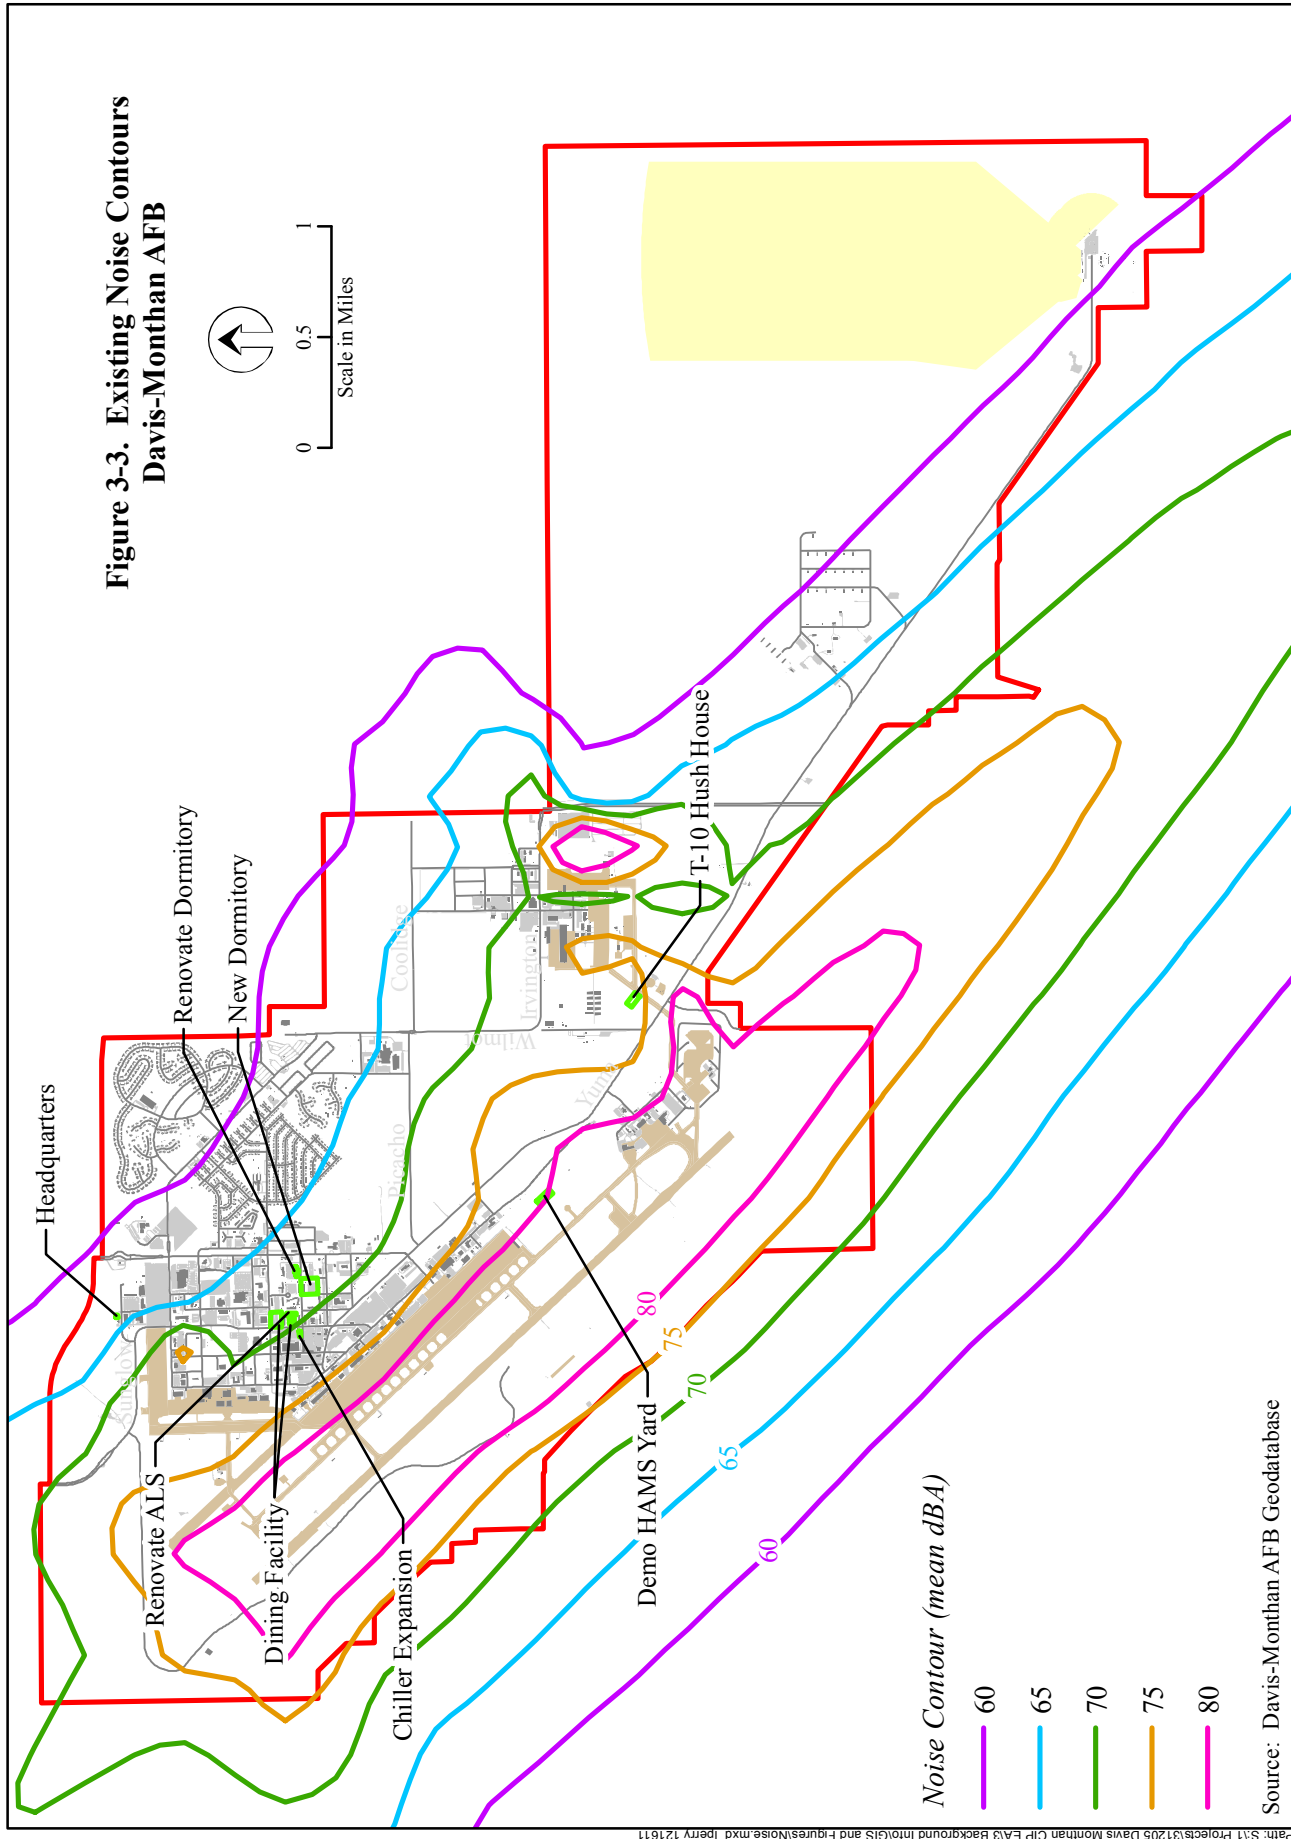 Figure 3-3. Existing Noise Contours
Davis-Monthan AFB
0 0.5 1
Scale in Miles
Headquarters
Renovate Dormitory
New Dormitory
Renovate ALS
Dining Facility
Chiller Expansion
Demo HAMS Yard
T-10 Hush House
Coolidge
Irvington
Wilmot
Picacho
Yuma
80
75
70
65
60
Noise Contour (mean dBA)
60
65
70
75
80
Source: Davis-Monthan AFB Geodatabase
Path: S:\1 Projects\31205 Davis Monthan CIP EA\3 Background Info\GIS and Figures\Noise.mxd lperry 121611